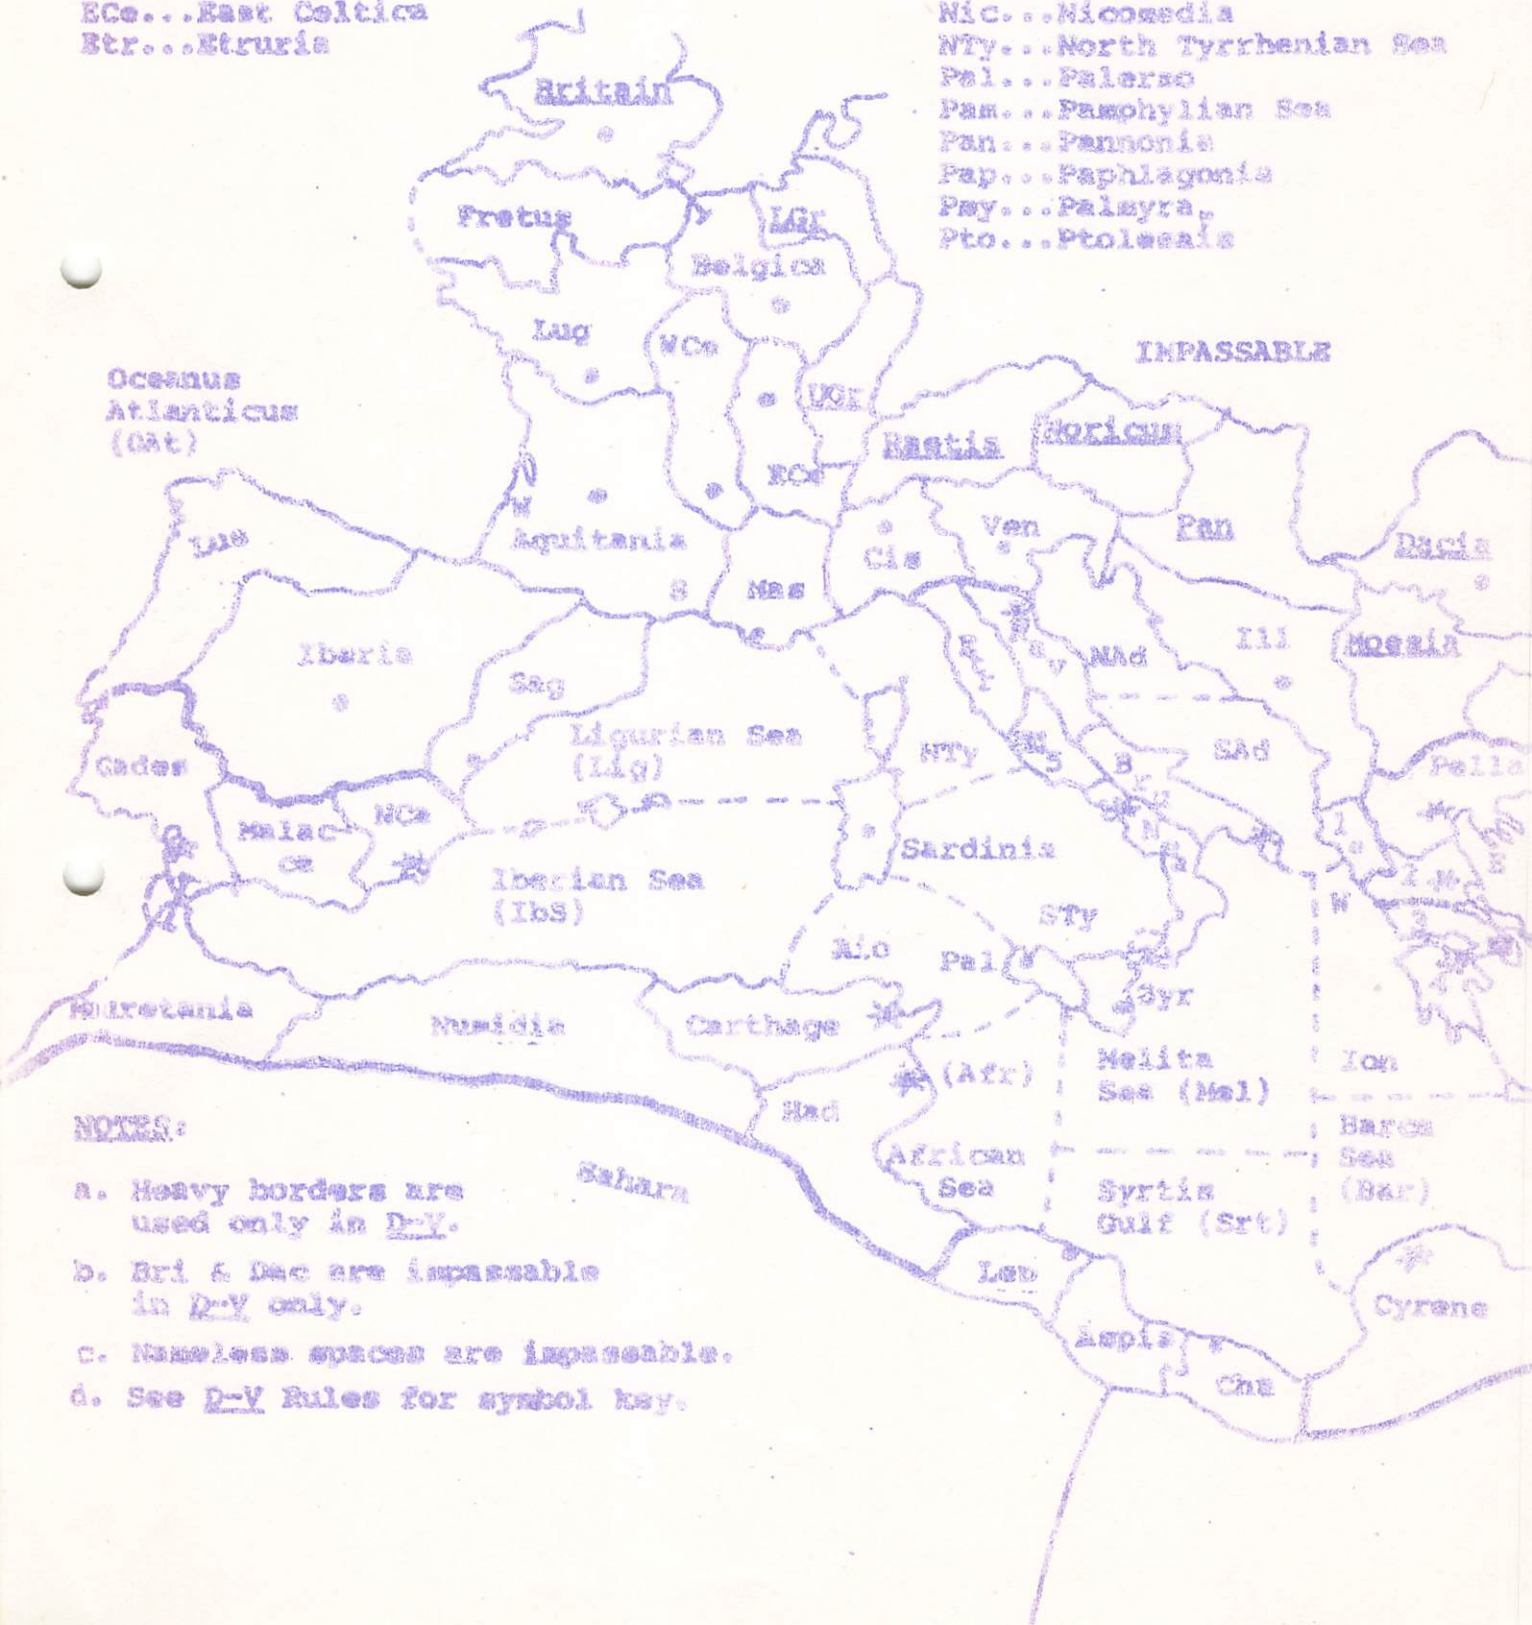 ECe...East Celtica
Etr...Etruria
Nic...Nicomedia
NTy...North Tyrrhenian Sea
Pal...Palermo
Pam...Pamphylian Sea
Pan...Pannonia
Pap...Paphlagonia
Pmy...Palmyra
Pto...Ptolemais
Britain
Fretus
LGr
Belgica
Lug
WCe
IMPASSABLE
Oceanus
Atlanticus
(OAt)
UGr
Raetia
Noricum
ECe
N
Aquitania
S
Lus
Cis
Ven
Pan
Dacia
Mas
Iberia
Sag
Etr
NAd
Ill
Moesia
Ligurian Sea
(Lig)
NTy
SAd
Gades
Pella
Malac-
ca
NCa
Sardinia
Iberian Sea
(IbS)
STy
W
E
Aio
Pal
Syr
Mauretania
Numidia
Carthage
(Afr)
Melita
Sea (Mel)
Ion
Had
Barca
Sea
(Bar)
African
Sea
Syrtis
Gulf (Srt)
Sahara
NOTES:
a. Heavy borders are
used only in D-V.
b. Bri & Dac are impassable
in D-V only.
c. Nameless spaces are impassable.
d. See D-V Rules for symbol key.
Lep
Aspis
Cha
Cyrene